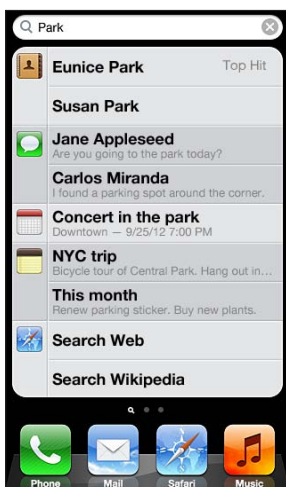 Park
Eunice Park Top Hit
Susan Park
Jane Appleseed
Are you going to the park today?
Carlos Miranda
I found a parking spot around the corner.
Concert in the park
Downtown — 9/25/12 7:00 PM
NYC trip
Bicycle tour of Central Park. Hang out in...
This month
Renew parking sticker. Buy new plants.
Search Web
Search Wikipedia
Phone Mail Safari Music